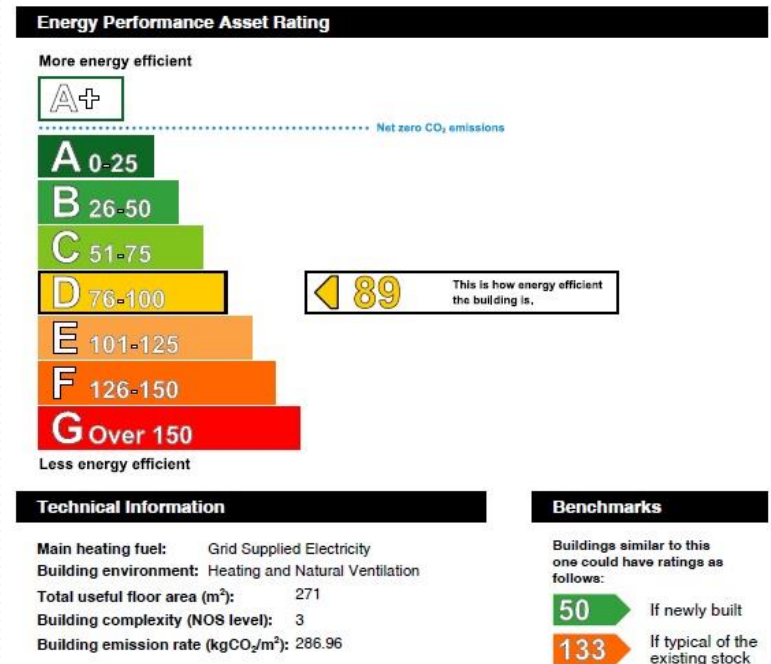 Energy Performance Asset Rating
More energy efficient
A+
Net zero CO₂ emissions
A 0-25
B 26-50
C 51-75
D 76-100
89 This is how energy efficient
the building is.
E 101-125
F 126-150
G Over 150
Less energy efficient
Technical Information
Main heating fuel: Grid Supplied Electricity
Building environment: Heating and Natural Ventilation
Total useful floor area (m²): 271
Building complexity (NOS level): 3
Building emission rate (kgCO₂/m²): 286.96
Benchmarks
Buildings similar to this
one could have ratings as
follows:
50 If newly built
133 If typical of the
existing stock